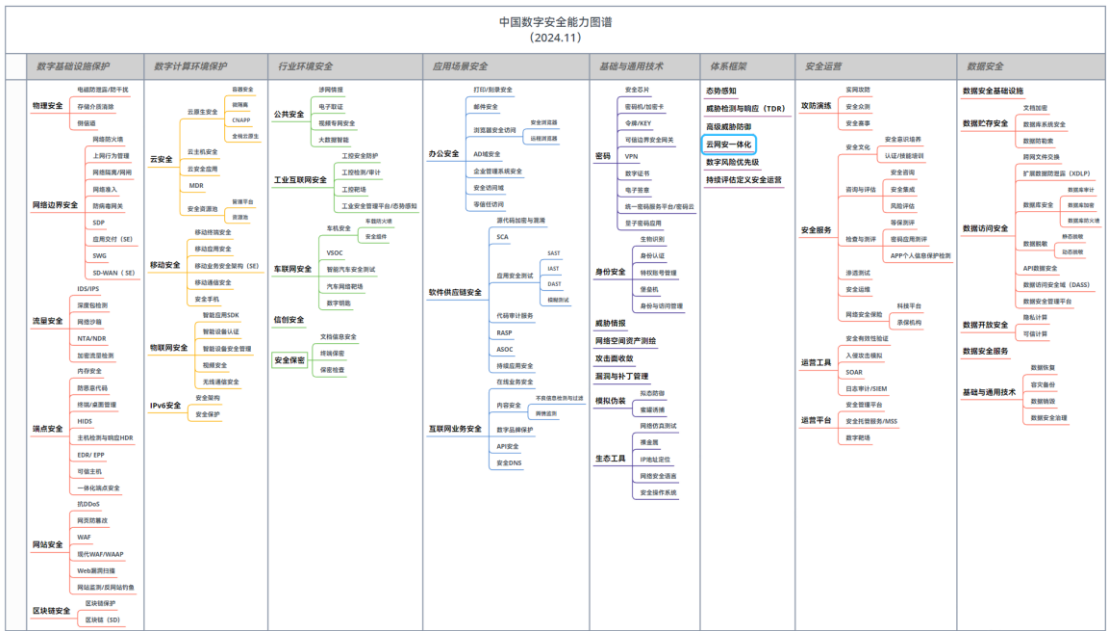 中国数字安全能力图谱
（2024.11）
数字基础设施保护
物理安全
电磁防泄漏/防干扰
存储介质清除
侧信道
网络边界安全
网络防火墙
上网行为管理
网络隔离/网闸
网络准入
防病毒网关
SDP
应用交付（SE）
SWG
SD-WAN（ SE）
流量安全
IDS/IPS
深度包检测
网络沙箱
NTA/NDR
加密流量检测
端点安全
内存安全
防恶意代码
终端/桌面管理
HIDS
主机检测与响应HDR
EDR/ EPP
可信主机
一体化端点安全
网站安全
抗DDoS
网页防篡改
WAF
现代WAF/WAAP
Web漏洞扫描
网站监测/反网站钓鱼
区块链安全
区块链保护
区块链（SD）
数字计算环境保护
云安全
云原生安全
容器安全
微隔离
CNAPP
全栈云原生
云主机安全
云安全应用
MDR
安全资源池
管理平台
资源池
移动安全
移动终端安全
移动应用安全
移动业务安全架构（SE）
移动通信安全
安全手机
物联网安全
智能应用SDK
智能设备认证
智能设备安全管理
视频安全
无线通信安全
IPv6安全
安全架构
安全保护
行业环境安全
公共安全
涉网情报
电子取证
视频专网安全
大数据智能
工业互联网安全
工控安全防护
工控检测/审计
工控靶场
工业安全管理平台/态势感知
车联网安全
车机安全
车载防火墙
安全组件
VSOC
智能汽车安全测试
汽车网络靶场
数字钥匙
信创安全
安全保密
文档信息安全
终端保密
保密检查
应用场景安全
办公安全
打印/刻录安全
邮件安全
浏览器安全访问
安全浏览器
远程浏览器
AD域安全
企业管理系统安全
安全访问域
零信任访问
软件供应链安全
源代码加密与混淆
SCA
应用安全测试
SAST
IAST
DAST
模糊测试
代码审计服务
RASP
ASOC
持续应用安全
互联网业务安全
在线业务安全
内容安全
不良信息检测与过滤
舆情监测
数字品牌保护
API安全
安全DNS
基础与通用技术
密码
安全芯片
密码机/加密卡
令牌/KEY
可信边界安全网关
VPN
数字证书
电子签章
统一密码服务平台/密码云
量子密码应用
身份安全
生物识别
身份认证
特权账号管理
堡垒机
身份与访问管理
威胁情报
网络空间资产测绘
攻击面收敛
漏洞与补丁管理
模拟伪装
拟态防御
蜜罐诱捕
生态工具
网络仿真测试
裸金属
IP地址定位
网络安全语言
安全操作系统
体系框架
态势感知
威胁检测与响应（TDR）
高级威胁防御
云网安一体化
数字风险优先级
持续评估定义安全运营
安全运营
攻防演练
实网攻防
安全众测
安全赛事
安全服务
安全文化
安全意识培养
认证/技能培训
咨询与评估
安全咨询
安全集成
风险评估
检查与测评
等保测评
密码应用测评
APP个人信息保护检测
渗透测试
安全运维
网络安全保险
科技平台
承保机构
运营工具
安全有效性验证
入侵攻击模拟
SOAR
日志审计/SIEM
运营平台
安全管理平台
安全托管服务/MSS
数字靶场
数据安全
数据安全基础设施
数据贮存安全
文档加密
数据库系统安全
数据防勒索
数据访问安全
跨网文件交换
扩展数据防泄露（XDLP）
数据库安全
数据库审计
数据库加密
数据库防火墙
数据脱敏
静态脱敏
动态脱敏
API数据安全
数据访问安全域（DASS）
数据安全管理平台
数据开放安全
隐私计算
可信计算
数据安全服务
基础与通用技术
数据恢复
容灾备份
数据销毁
数据安全治理